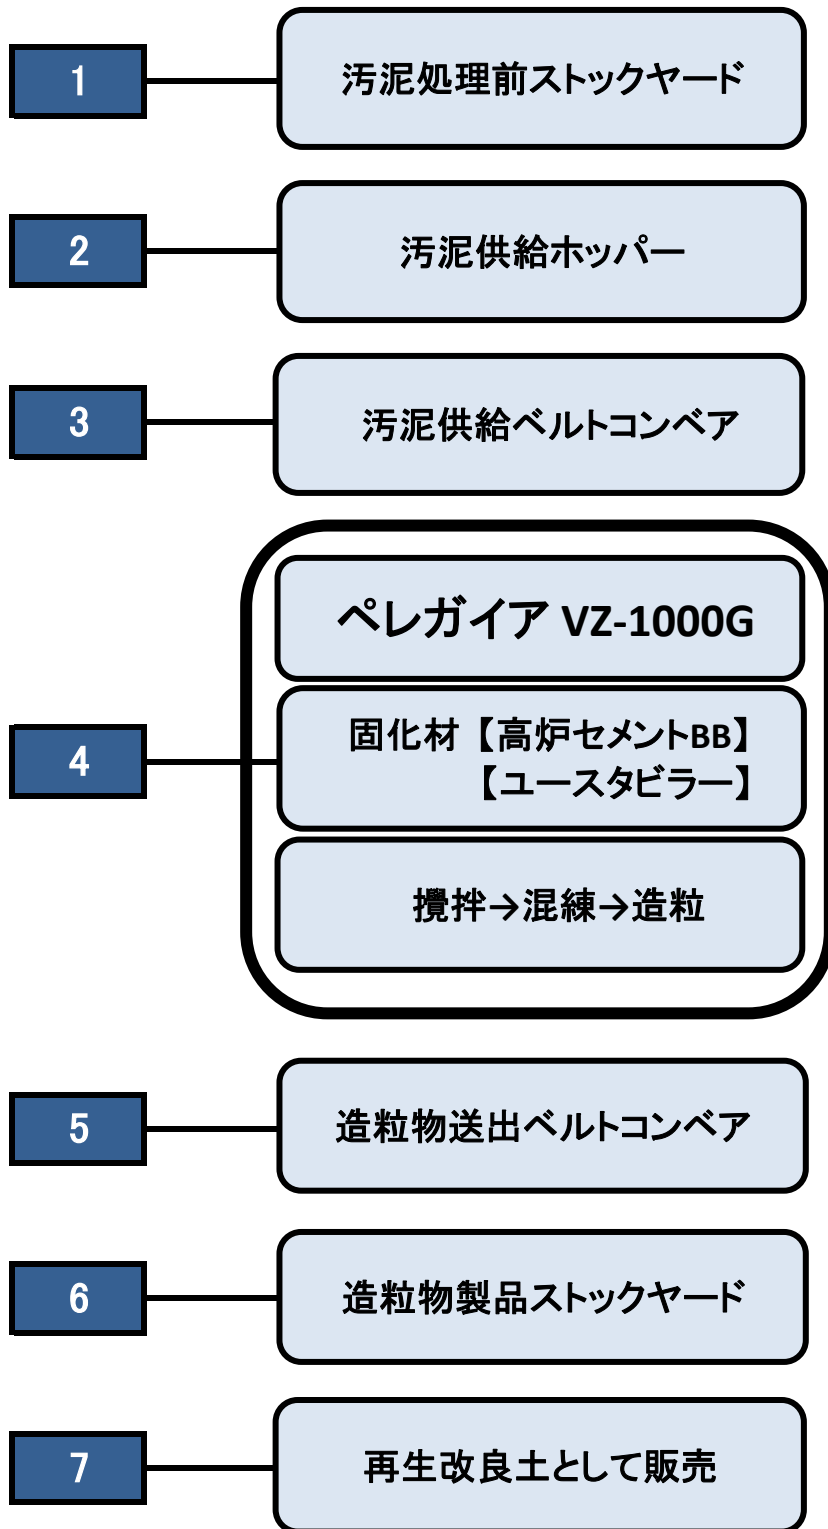 1
汚泥処理前ストックヤード
2
汚泥供給ホッパー
3
汚泥供給ベルトコンベア
ペレガイア VZ-1000G
4
固化材【高炉セメントBB】
【ユースタビラー】
攪拌→混練→造粒
5
造粒物送出ベルトコンベア
6
造粒物製品ストックヤード
7
再生改良土として販売